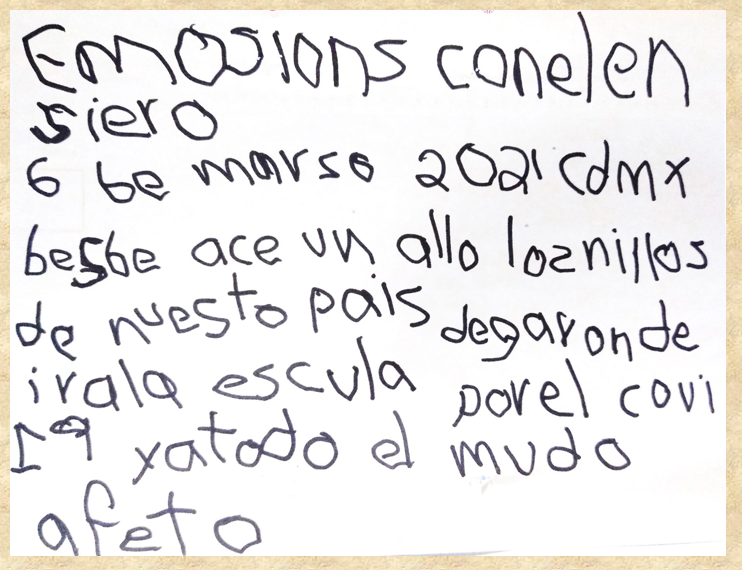 Emosions conelen
siero
6 be marso 2021 cdmx
besbe ace un allo losnillos
de nuesto pais degaronde
irala escula porel covi
19 yatodo el mudo
afeto